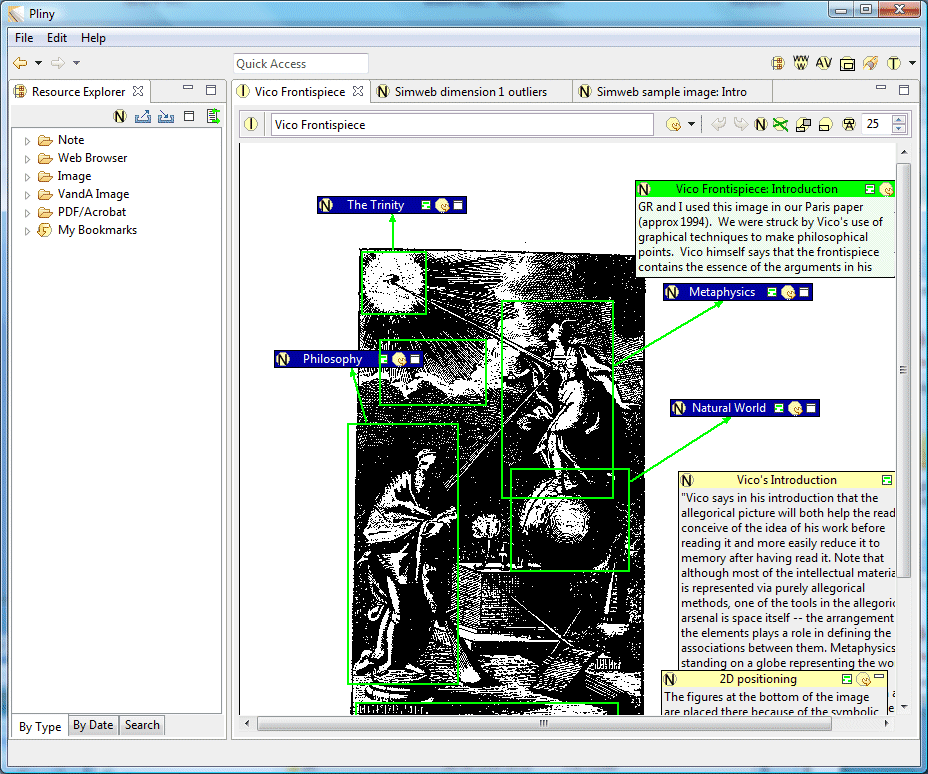 Pliny
File Edit Help
Quick Access
WW
W
AV
T
Resource Explorer
Vico Frontispiece
N Simweb dimension 1 outliers
N Simweb sample image: Intro
N
I Vico Frontispiece
N
A
25
Note
Web Browser
Image
VandA Image
PDF/Acrobat
My Bookmarks
N The Trinity
N Vico Frontispiece: Introduction
GR and I used this image in our Paris paper
(approx 1994). We were struck by Vico's use of
graphical techniques to make philosophical
points. Vico himself says that the frontispiece
contains the essence of the arguments in his
N Metaphysics
N Philosophy
N Natural World
N Vico's Introduction
"Vico says in his introduction that the
allegorical picture will both help the read
conceive of the idea of his work before
reading it and more easily reduce it to
memory after having read it. Note that
although most of the intellectual materia
is represented via purely allegorical
methods, one of the tools in the allegoric
arsenal is space itself -- the arrangement
the elements plays a role in defining the
associations between them. Metaphysics
standing on a globe representing the wo
N 2D positioning
The figures at the bottom of the image
are placed there because of the symbolic
By Type By Date Search